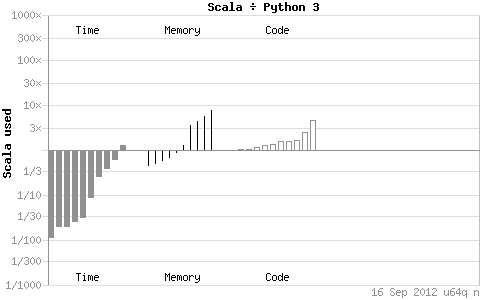 Scala ÷ Python 3
1000×
Time Memory Code
300×
100×
30×
10×
3×
Scala used
1/3
1/10
1/30
1/100
1/300
Time Memory Code
1/1000
16 Sep 2012 u64q n